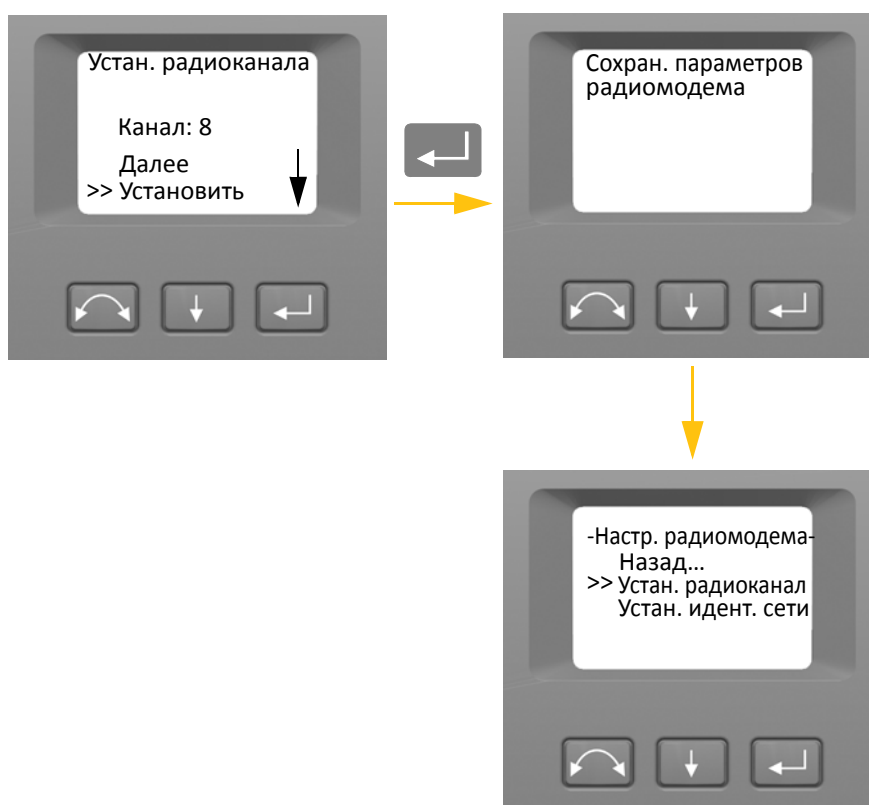 Устан. радиоканала
Канал: 8
Далее
>> Установить
Сохран. параметров
радиомодема
-Настр. радиомодема-
Назад...
>> Устан. радиоканал
Устан. идент. сети